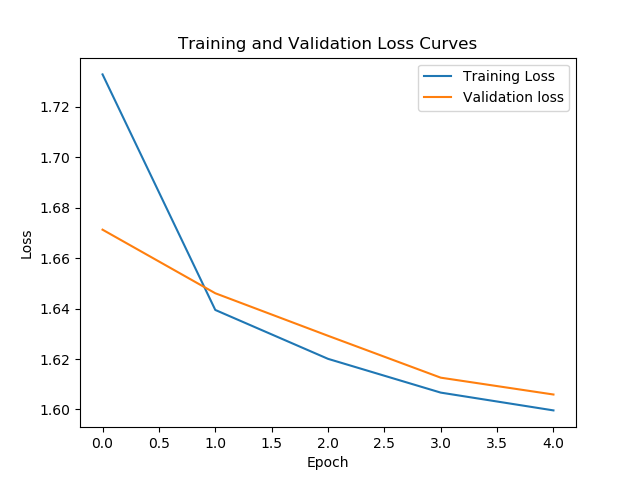 Training and Validation Loss Curves
Training Loss
Validation loss
Loss
1.72
1.70
1.68
1.66
1.64
1.62
1.60
0.0 0.5 1.0 1.5 2.0 2.5 3.0 3.5 4.0
Epoch